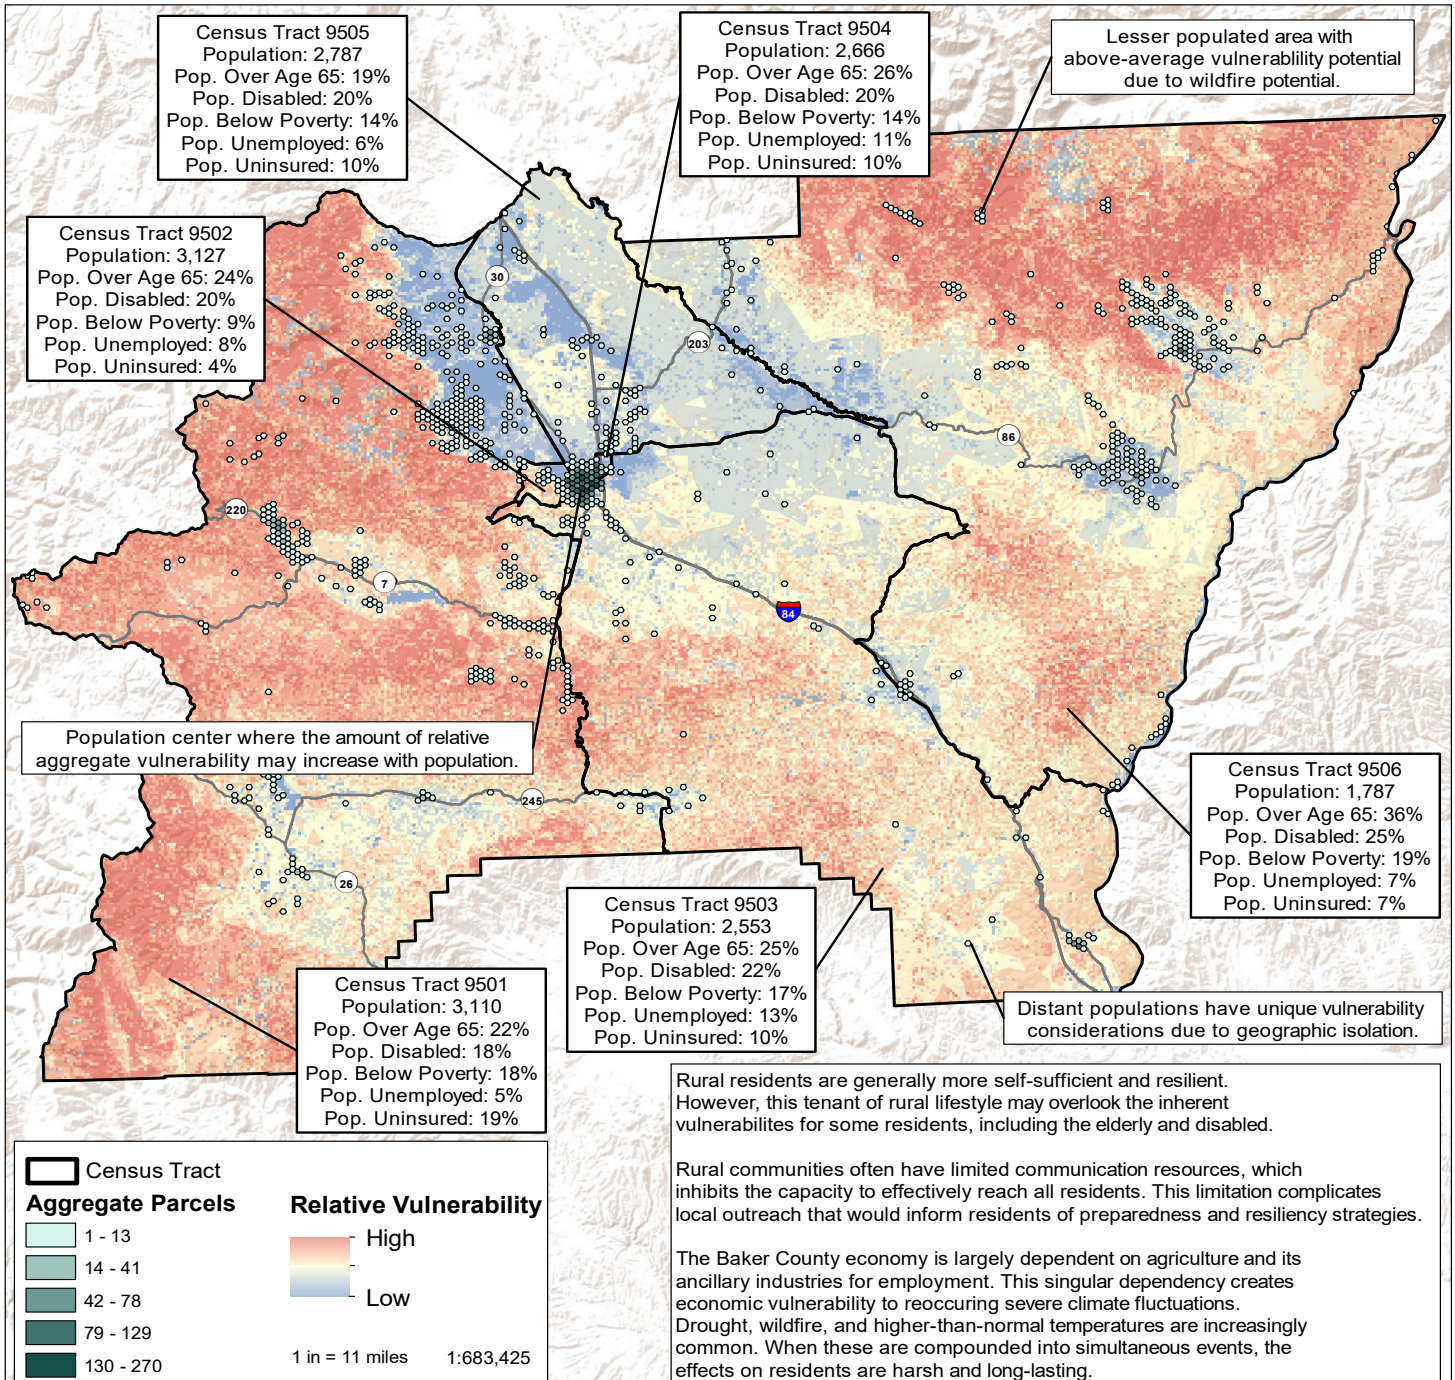 Census Tract 9505
Population: 2,787
Pop. Over Age 65: 19%
Pop. Disabled: 20%
Pop. Below Poverty: 14%
Pop. Unemployed: 6%
Pop. Uninsured: 10%
Census Tract 9504
Population: 2,666
Pop. Over Age 65: 26%
Pop. Disabled: 20%
Pop. Below Poverty: 14%
Pop. Unemployed: 11%
Pop. Uninsured: 10%
Lesser populated area with
above-average vulnerablility potential
due to wildfire potential.
Census Tract 9502
Population: 3,127
Pop. Over Age 65: 24%
Pop. Disabled: 20%
Pop. Below Poverty: 9%
Pop. Unemployed: 8%
Pop. Uninsured: 4%
30
203
86
220
7
84
Population center where the amount of relative
aggregate vulnerability may increase with population.
245
26
Census Tract 9506
Population: 1,787
Pop. Over Age 65: 36%
Pop. Disabled: 25%
Pop. Below Poverty: 19%
Pop. Unemployed: 7%
Pop. Uninsured: 7%
Census Tract 9503
Population: 2,553
Pop. Over Age 65: 25%
Pop. Disabled: 22%
Pop. Below Poverty: 17%
Pop. Unemployed: 13%
Pop. Uninsured: 10%
Census Tract 9501
Population: 3,110
Pop. Over Age 65: 22%
Pop. Disabled: 18%
Pop. Below Poverty: 18%
Pop. Unemployed: 5%
Pop. Uninsured: 19%
Distant populations have unique vulnerability
considerations due to geographic isolation.
Rural residents are generally more self-sufficient and resilient.
However, this tenant of rural lifestyle may overlook the inherent
vulnerabilites for some residents, including the elderly and disabled.
Rural communities often have limited communication resources, which
inhibits the capacity to effectively reach all residents. This limitation complicates
local outreach that would inform residents of preparedness and resiliency strategies.
The Baker County economy is largely dependent on agriculture and its
ancillary industries for employment. This singular dependency creates
economic vulnerability to reoccuring severe climate fluctuations.
Drought, wildfire, and higher-than-normal temperatures are increasingly
common. When these are compounded into simultaneous events, the
effects on residents are harsh and long-lasting.
Census Tract
Aggregate Parcels
1 - 13
14 - 41
42 - 78
79 - 129
130 - 270
Relative Vulnerability
High
Low
1 in = 11 miles 1:683,425